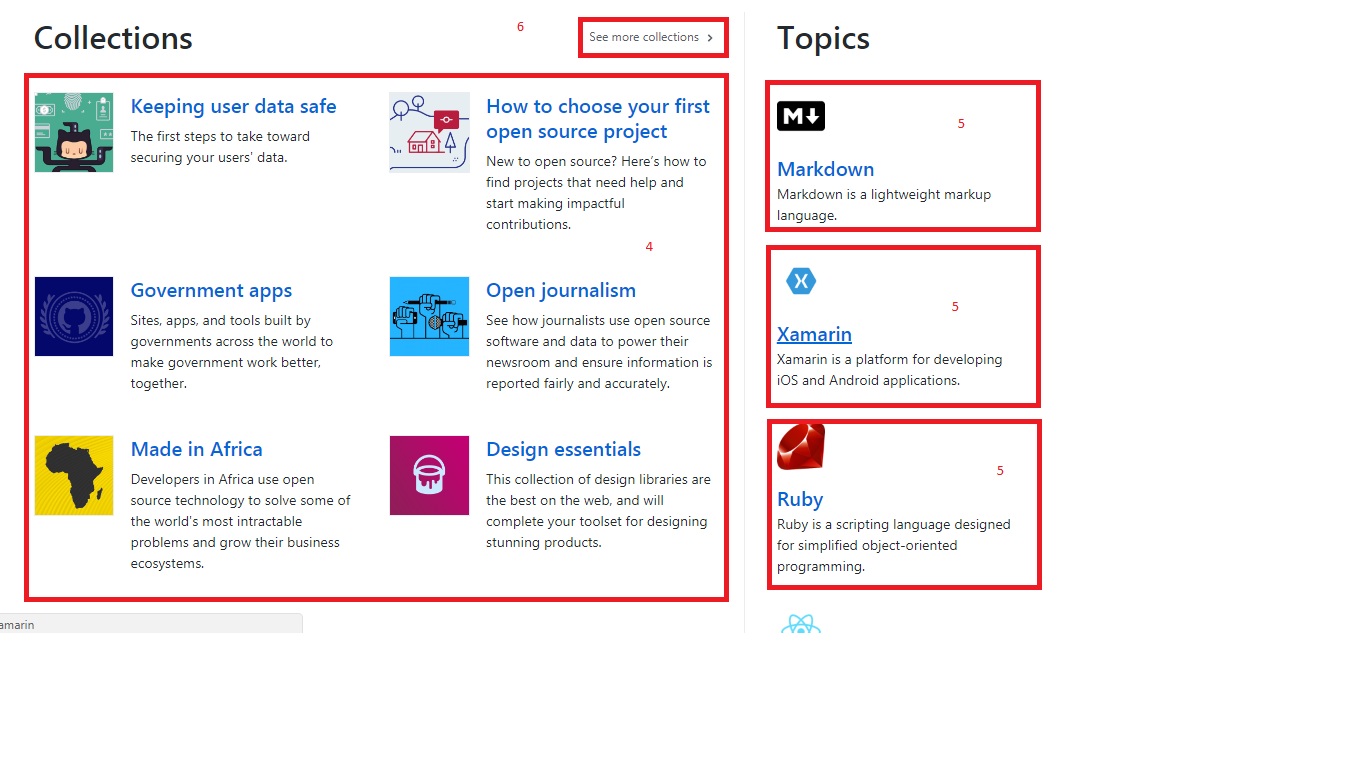 Collections
6
See more collections
Keeping user data safe
The first steps to take toward
securing your users' data.
How to choose your first
open source project
New to open source? Here's how to
find projects that need help and
start making impactful
contributions.
4
Government apps
Sites, apps, and tools built by
governments across the world to
make government work better,
together.
Open journalism
See how journalists use open source
software and data to power their
newsroom and ensure information is
reported fairly and accurately.
Made in Africa
Developers in Africa use open
source technology to solve some of
the world's most intractable
problems and grow their business
ecosystems.
Design essentials
This collection of design libraries are
the best on the web, and will
complete your toolset for designing
stunning products.
amarin
Topics
M
5
Markdown
Markdown is a lightweight markup
language.
X
5
Xamarin
Xamarin is a platform for developing
iOS and Android applications.
5
Ruby
Ruby is a scripting language designed
for simplified object-oriented
programming.